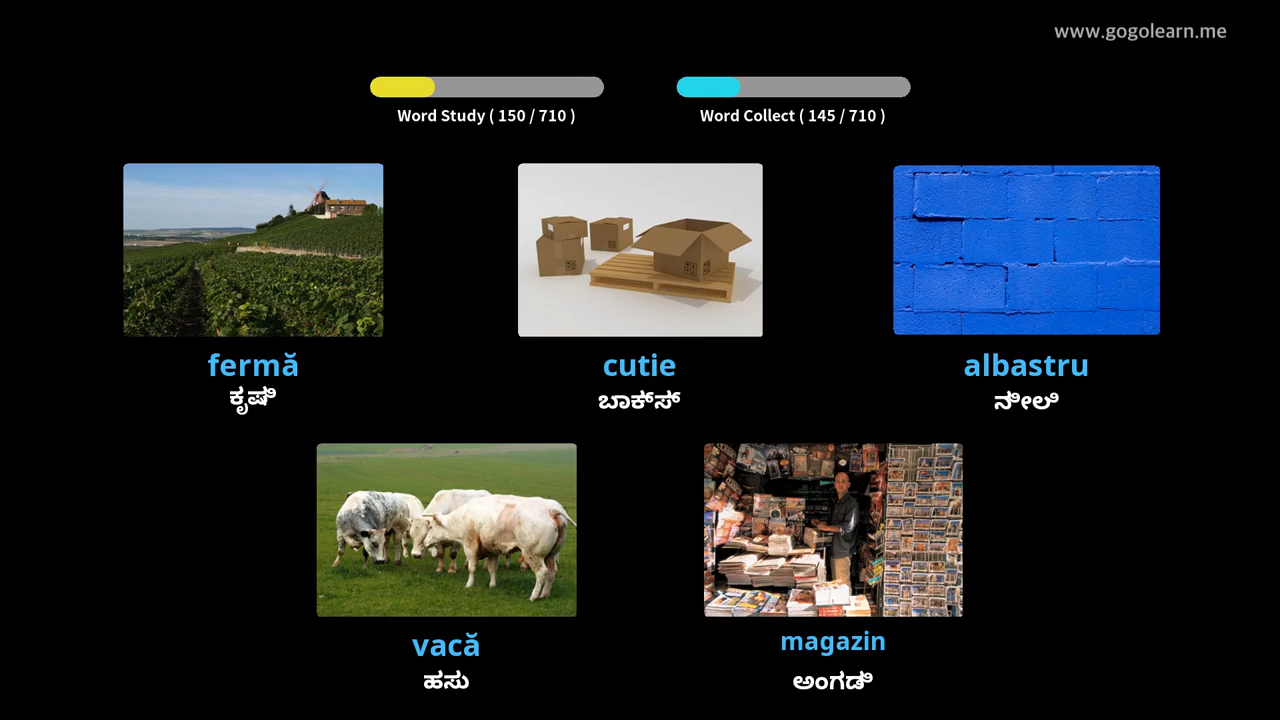 www.gogolearn.me
Word Study ( 150 / 710 )
Word Collect ( 145 / 710 )
fermă
ಕೃಷಿ
cutie
ಬಾಕ್ಸ್
albastru
ನೀಲಿ
vacă
ಹಸು
magazin
ಅಂಗಡಿ